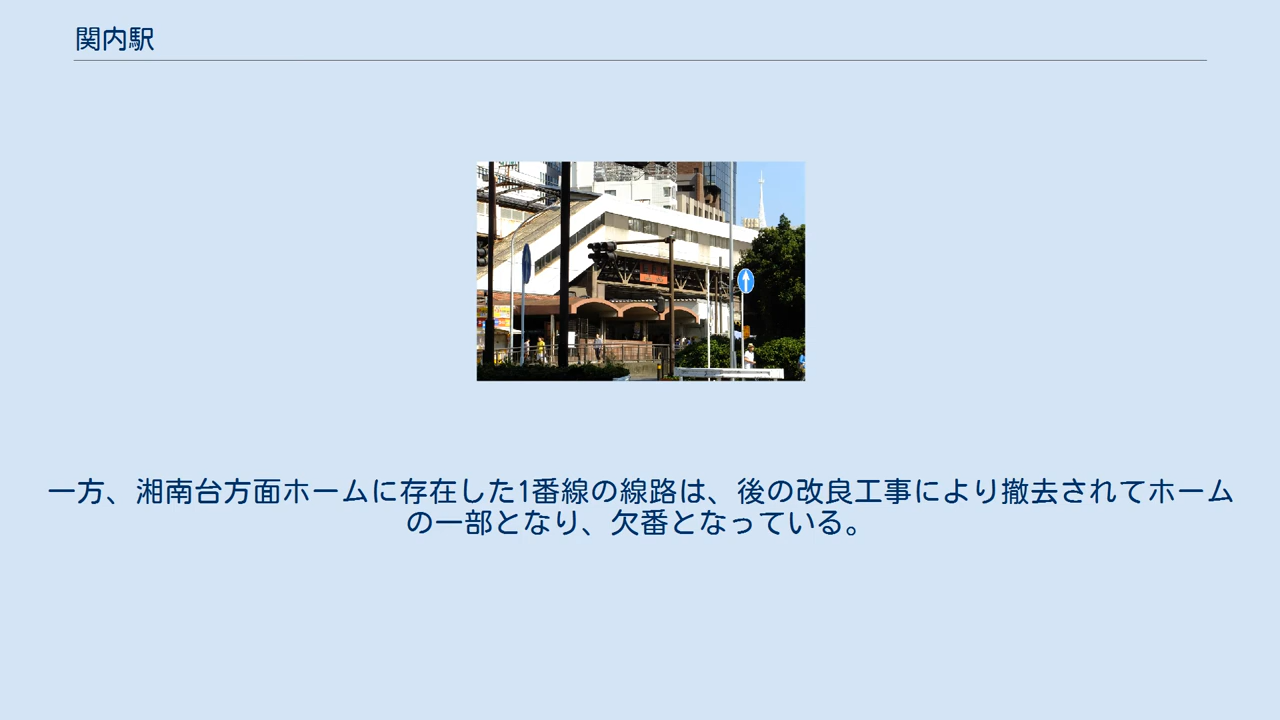 関内駅
一方、湘南台方面ホームに存在した1番線の線路は、後の改良工事により撤去されてホーム
の一部となり、欠番となっている。